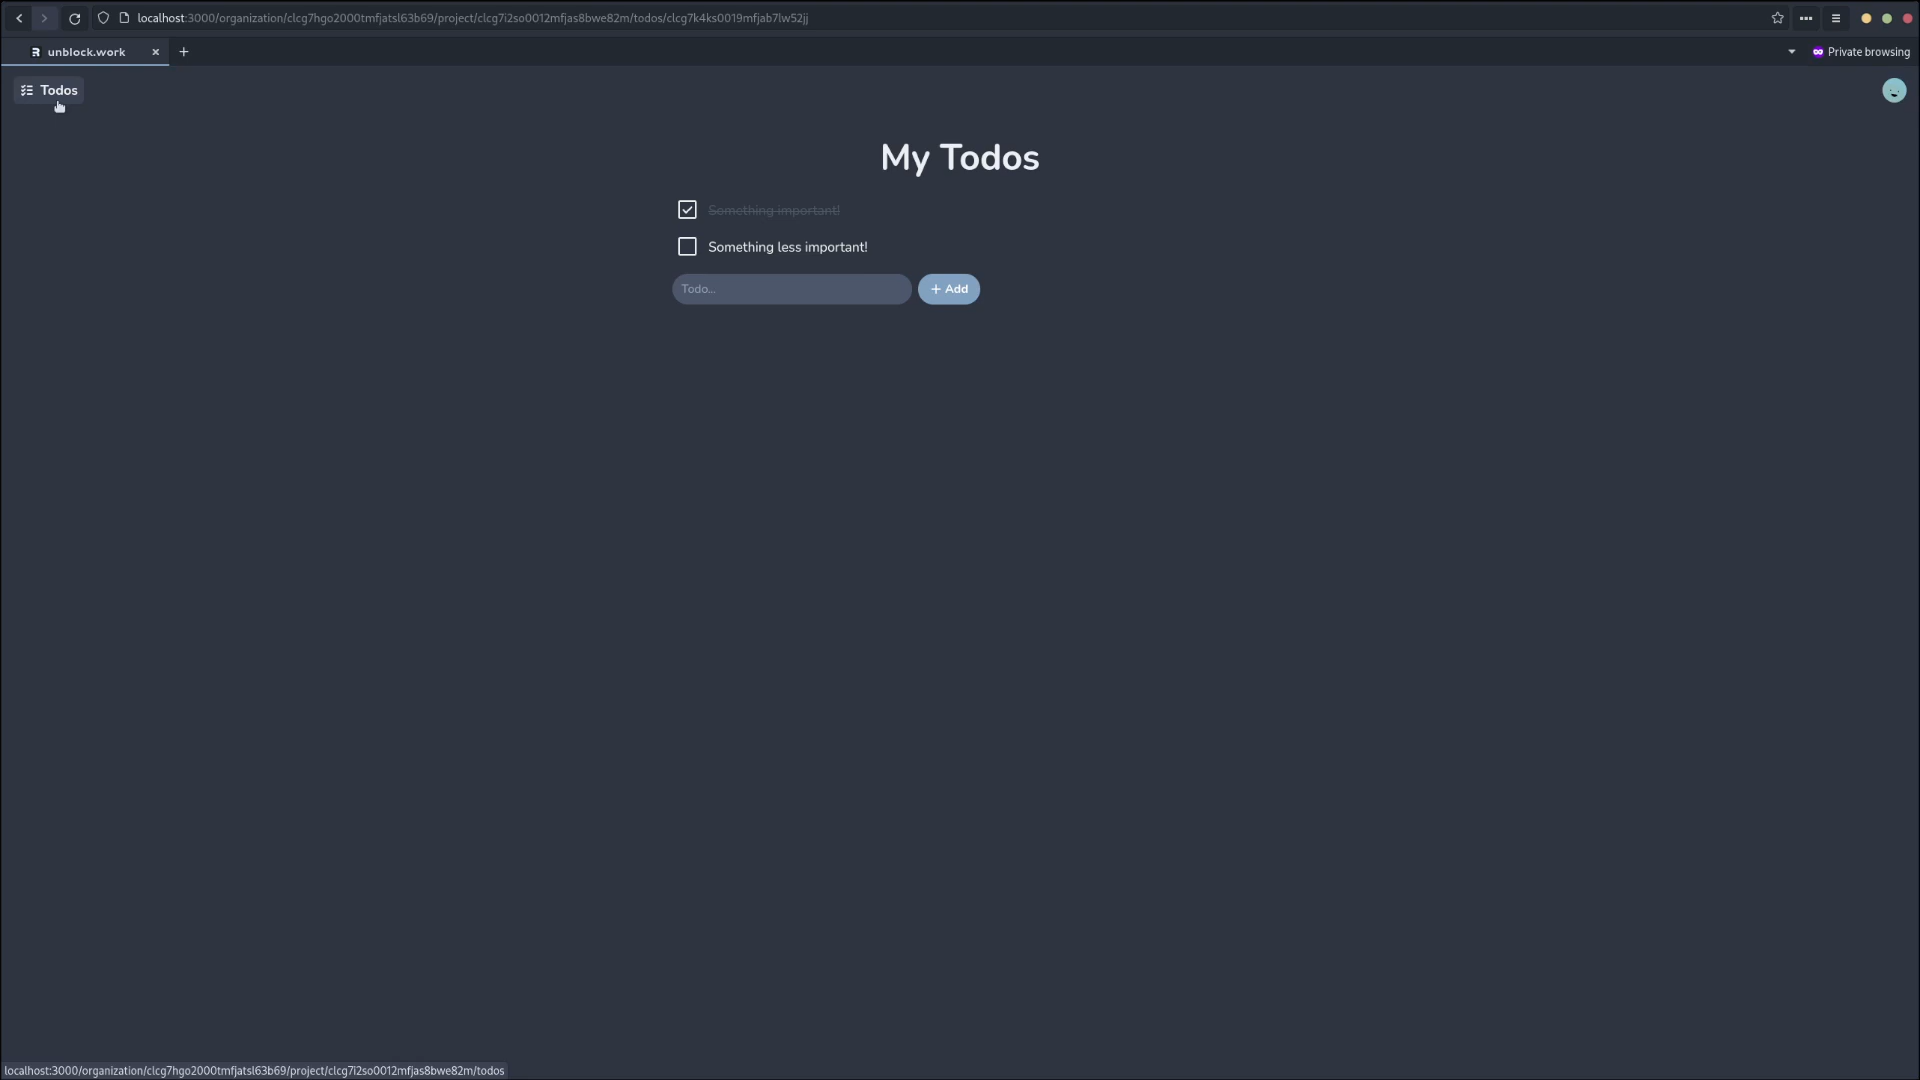 localhost:3000/organization/clcg7hgo2000tmfjatsl63b69/project/clcg7i2so0012mfjas8bwe82m/todos/clcg7k4ks0019mfjab7lw52jj
unblock.work
Private browsing
Todos
My Todos
Something important!
Something less important!
Todo...
+ Add
localhost:3000/organization/clcg7hgo2000tmfjatsl63b69/project/clcg7i2so0012mfjas8bwe82m/todos